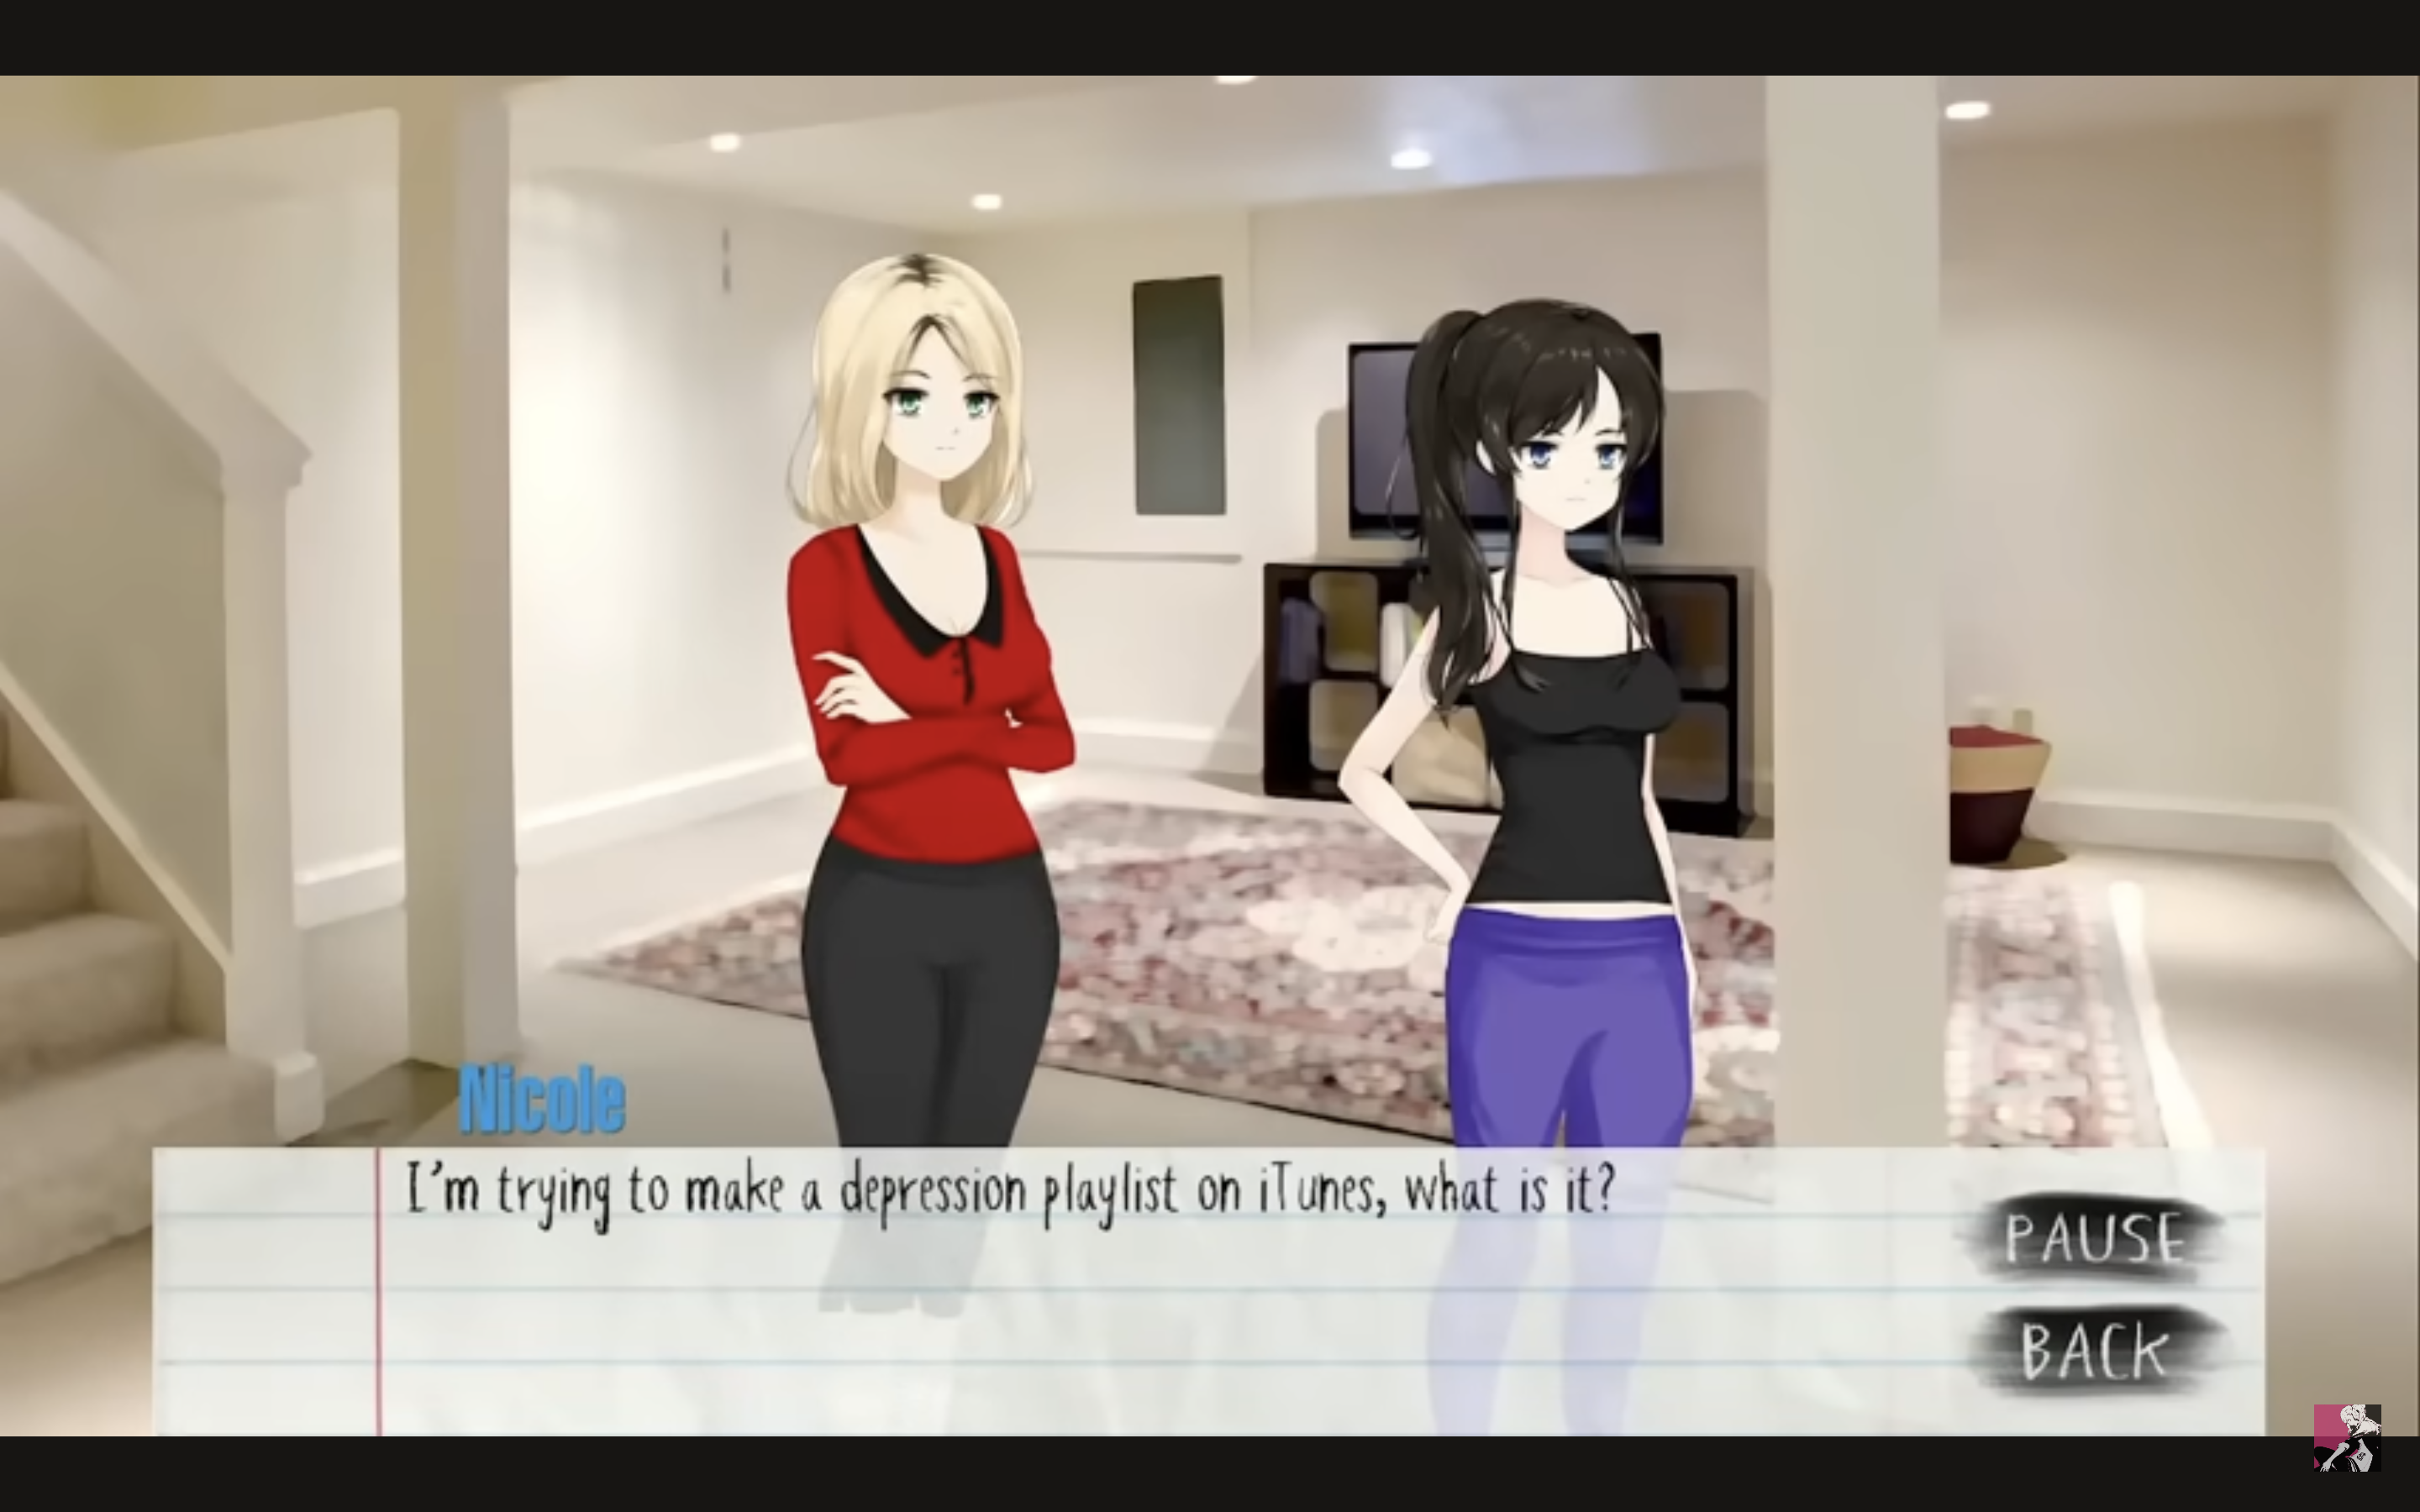 Nicole
I'm trying to make a depression playlist on iTunes, what is it?
PAUSE
BACK